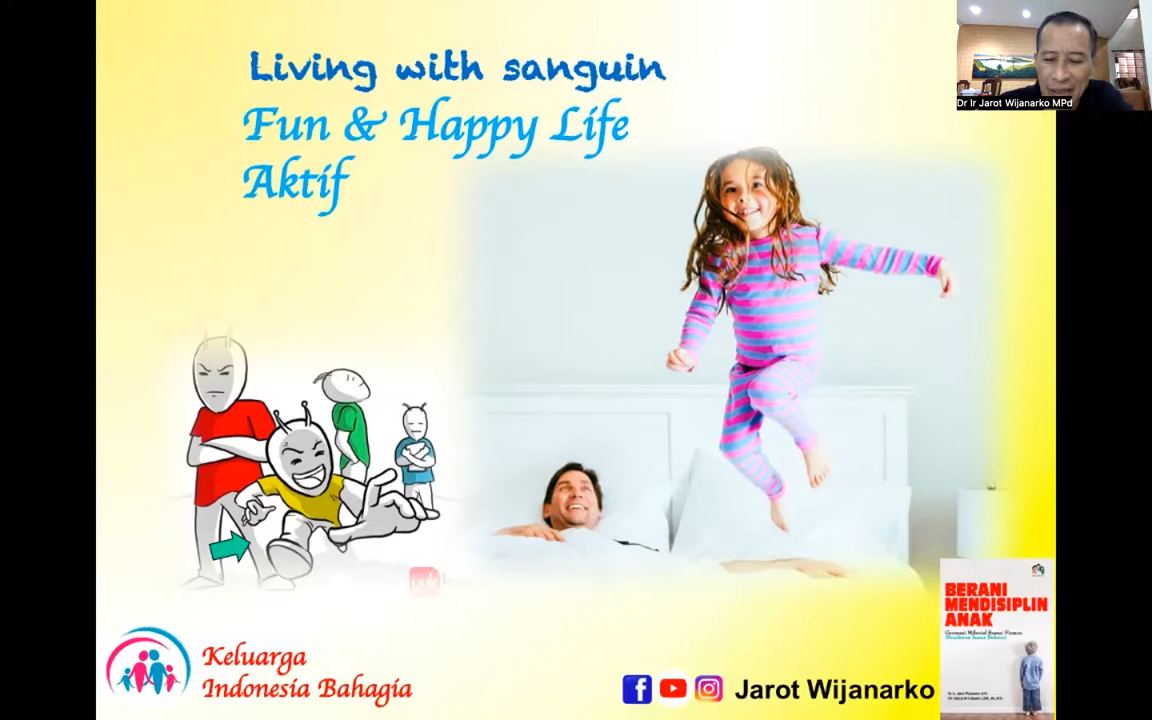 Living with sanguin
Fun & Happy Life
Aktif
Dr Ir Jarot Wijanarko MPd
BERANI
MENDISIPLIN
ANAK
Keluarga
Indonesia Bahagia
Jarot Wijanarko